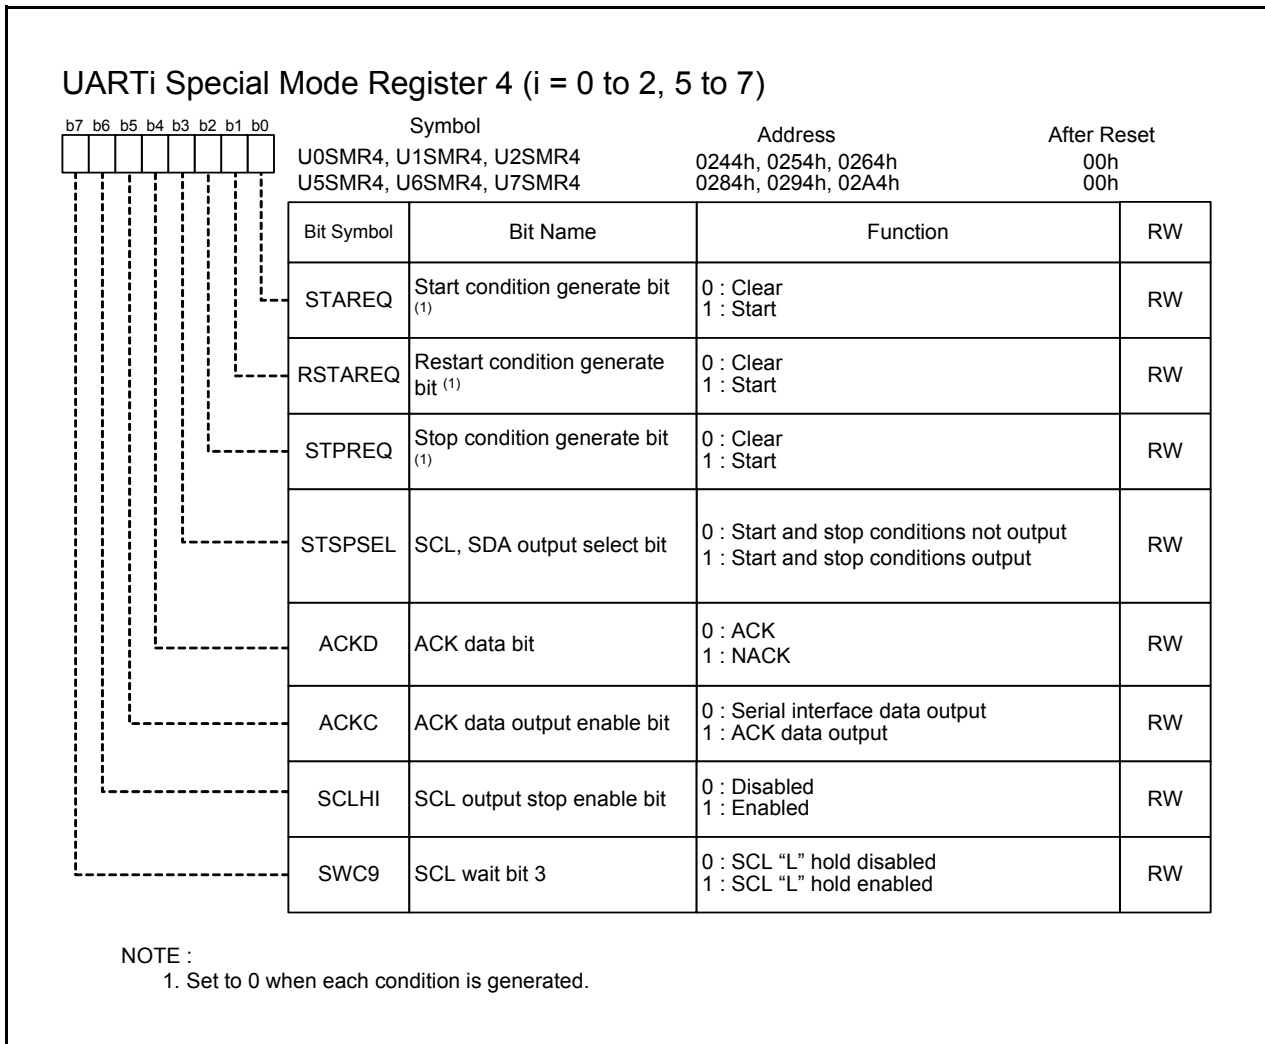 UARTi Special Mode Register 4 (i = 0 to 2, 5 to 7)
b7 b6 b5 b4 b3 b2 b1 b0
Symbol Address After Reset
U0SMR4, U1SMR4, U2SMR4 0244h, 0254h, 0264h 00h
U5SMR4, U6SMR4, U7SMR4 0284h, 0294h, 02A4h 00h
Bit Symbol Bit Name Function RW
STAREQ Start condition generate bit (1) 0 : Clear 1 : Start RW
RSTAREQ Restart condition generate bit (1) 0 : Clear 1 : Start RW
STPREQ Stop condition generate bit (1) 0 : Clear 1 : Start RW
STSPSEL SCL, SDA output select bit 0 : Start and stop conditions not output 1 : Start and stop conditions output RW
ACKD ACK data bit 0 : ACK 1 : NACK RW
ACKC ACK data output enable bit 0 : Serial interface data output 1 : ACK data output RW
SCLHI SCL output stop enable bit 0 : Disabled 1 : Enabled RW
SWC9 SCL wait bit 3 0 : SCL “L” hold disabled 1 : SCL “L” hold enabled RW
NOTE :
1. Set to 0 when each condition is generated.